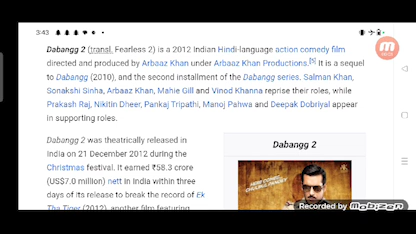 3:43
Dabangg 2 (transl. Fearless 2) is a 2012 Indian Hindi-language action comedy film
directed and produced by Arbaaz Khan under Arbaaz Khan Productions.[5] It is a sequel
to Dabangg (2010), and the second installment of the Dabangg series. Salman Khan,
Sonakshi Sinha, Arbaaz Khan, Mahie Gill and Vinod Khanna reprise their roles, while
Prakash Raj, Nikitin Dheer, Pankaj Tripathi, Manoj Pahwa and Deepak Dobriyal appear
in supporting roles.
Dabangg 2 was theatrically released in
India on 21 December 2012 during the
Christmas festival. It earned ₹58.3 crore
(US$7.0 million) nett in India within three
days of its release to break the record of Ek
Tha Tiger (2012), another film featuring
Dabangg 2
Recorded by Mobizen